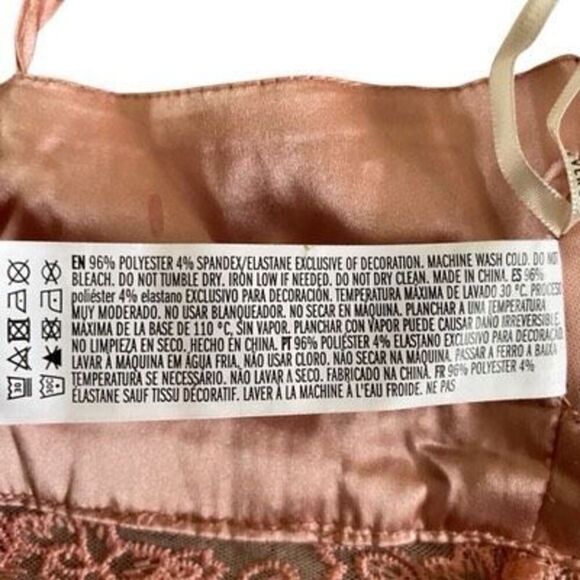 EN 96% POLYESTER 4% SPANDEX/ELASTANE EXCLUSIVE OF DECORATION. MACHINE WASH COLD. DO NOT
BLEACH. DO NOT TUMBLE DRY. IRON LOW IF NEEDED. DO NOT DRY CLEAN. MADE IN CHINA. ES 96%
poliéster 4% elastano EXCLUSIVO PARA DECORACIÓN. TEMPERATURA MÁXIMA DE LAVADO 30 ºC. PROCESO
MUY MODERADO. NO USAR BLANQUEADOR. NO SECAR EN MÁQUINA. PLANCHAR A UNA TEMPERATURA
MÁXIMA DE LA BASE DE 110 ºC, SIN VAPOR. PLANCHAR CON VAPOR PUEDE CAUSAR DAÑO IRREVERSIBLE.
NO LIMPIEZA EN SECO, HECHO EN CHINA. PT 96% POLIÉSTER 4% ELASTANO EXCLUSIVO PARA DECORAÇÃO
LAVAR À MÁQUINA EM ÁGUA FRIA, NÃO USAR CLORO. NÃO SECAR NA MÁQUINA. PASSAR A FERRO A BAIXA
TEMPERATURA SE NECESSÁRIO. NÃO LAVAR A SECO. FABRICADO NA CHINA. FR 96% POLYESTER 4%
ÉLASTANE SAUF TISSU DÉCORATIF. LAVER À LA MACHINE À L'EAU FROIDE. NE PAS